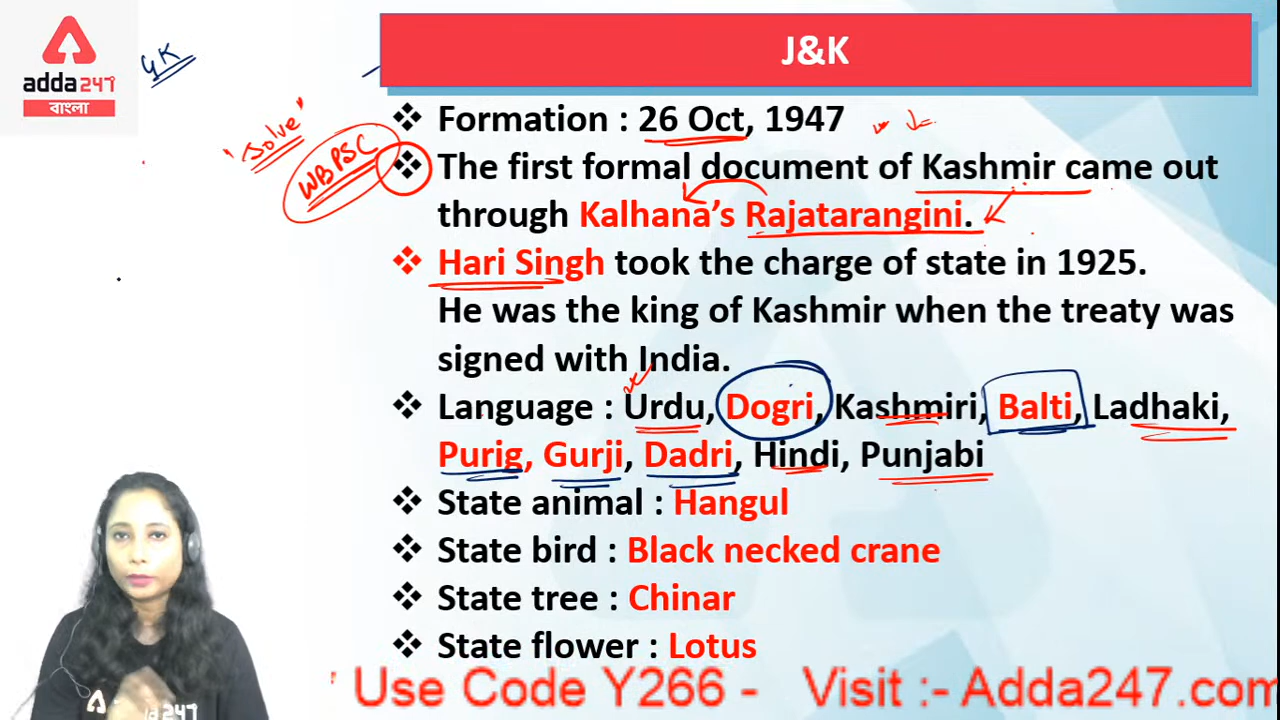 adda247
বাংলা
GK
J&K
❖ Formation : 26 Oct, 1947
"Solve"
WBPSC
❖ The first formal document of Kashmir came out
through Kalhana's Rajatarangini.
❖ Hari Singh took the charge of state in 1925.
He was the king of Kashmir when the treaty was
signed with India.
❖ Language : Urdu, Dogri, Kashmiri, Balti, Ladhaki,
Purig, Gurji, Dadri, Hindi, Punjabi
❖ State animal : Hangul
❖ State bird : Black necked crane
❖ State tree : Chinar
❖ State flower : Lotus
Use Code Y266 - Visit :- Adda247.com